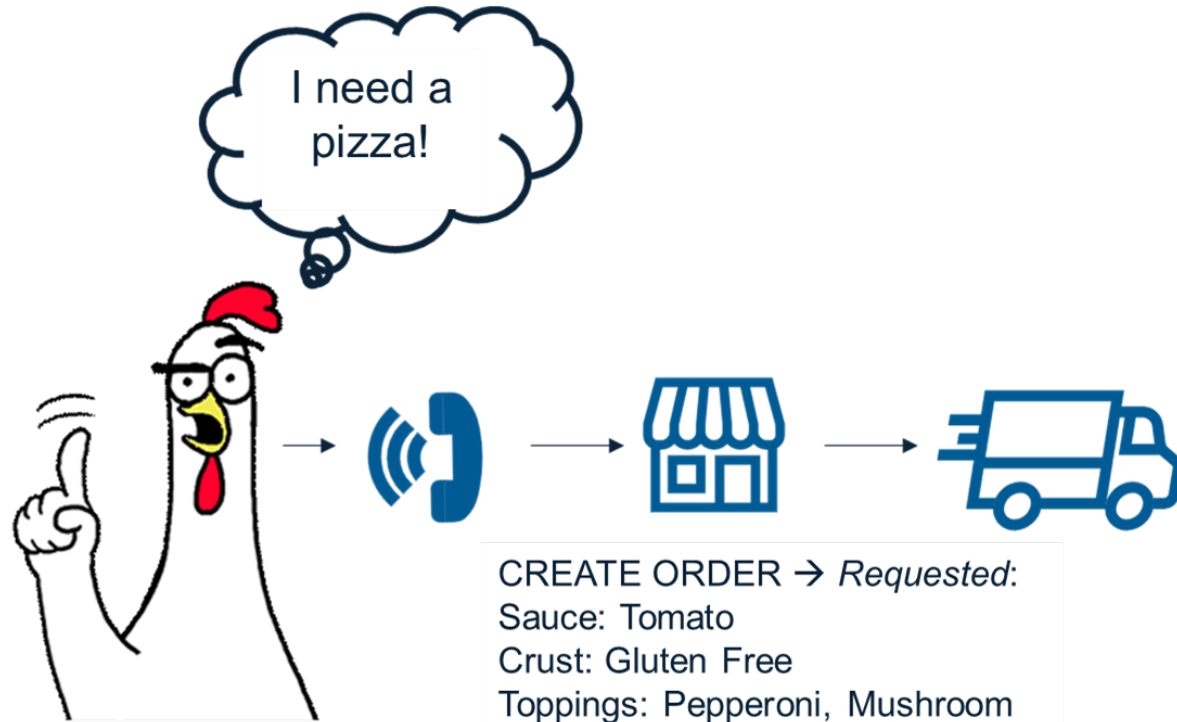 I need a
pizza!
CREATE ORDER → Requested:
Sauce: Tomato
Crust: Gluten Free
Toppings: Pepperoni, Mushroom